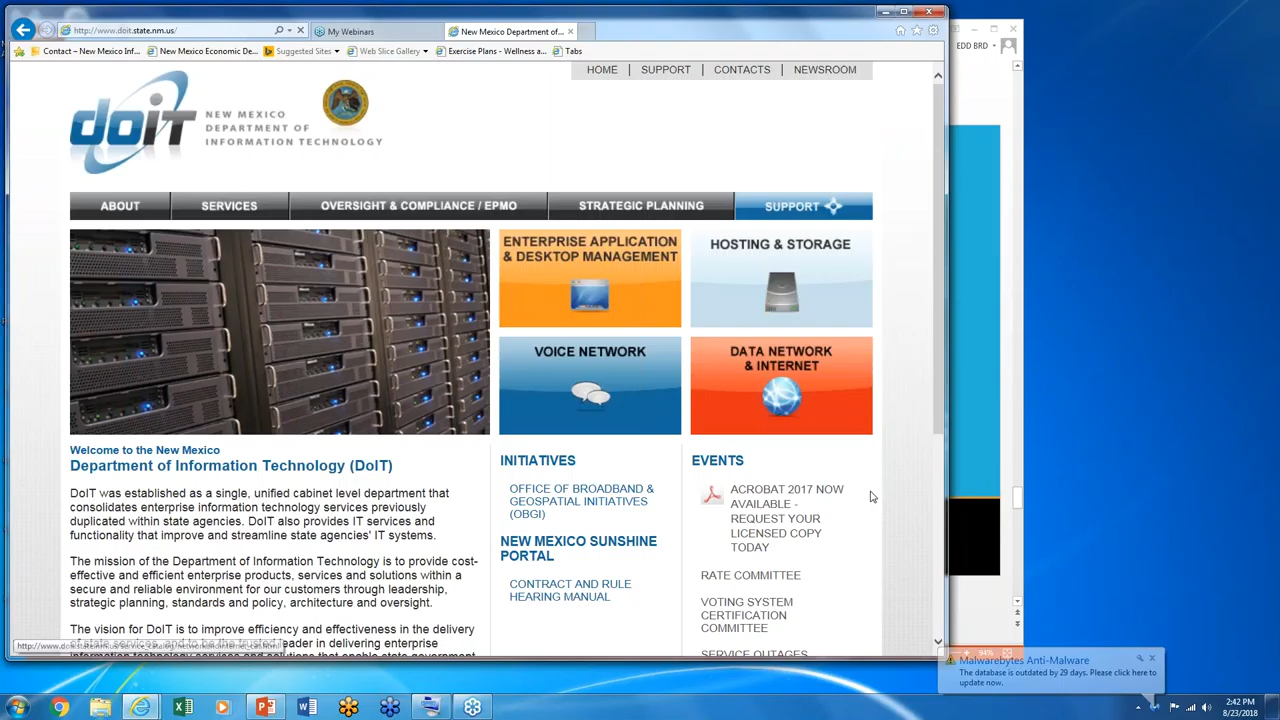 http://www.doit.state.nm.us/
My Webinars
New Mexico Department of...
EDD BRD
Contact – New Mexico Inf...
New Mexico Economic De...
Suggested Sites
Web Slice Gallery
Exercise Plans - Wellness a...
Tabs
HOME | SUPPORT | CONTACTS | NEWSROOM
doIT
NEW MEXICO
DEPARTMENT OF
INFORMATION TECHNOLOGY
ABOUT
SERVICES
OVERSIGHT & COMPLIANCE / EPMO
STRATEGIC PLANNING
SUPPORT
ENTERPRISE APPLICATION
& DESKTOP MANAGEMENT
HOSTING & STORAGE
VOICE NETWORK
DATA NETWORK
& INTERNET
Welcome to the New Mexico
Department of Information Technology (DoIT)
DoIT was established as a single, unified cabinet level department that
consolidates enterprise information technology services previously
duplicated within state agencies. DoIT also provides IT services and
functionality that improve and streamline state agencies' IT systems.
The mission of the Department of Information Technology is to provide cost-
effective and efficient enterprise products, services and solutions within a
secure and reliable environment for our customers through leadership,
strategic planning, standards and policy, architecture and oversight.
The vision for DoIT is to improve efficiency and effectiveness in the delivery
of state services, and to be the trusted leader in delivering enterprise
INITIATIVES
OFFICE OF BROADBAND &
GEOSPATIAL INITIATIVES
(OBGI)
NEW MEXICO SUNSHINE
PORTAL
CONTRACT AND RULE
HEARING MANUAL
EVENTS
ACROBAT 2017 NOW
AVAILABLE -
REQUEST YOUR
LICENSED COPY
TODAY
RATE COMMITTEE
VOTING SYSTEM
CERTIFICATION
COMMITTEE
SERVICE OUTAGES
94%
Malwarebytes Anti-Malware
The database is outdated by 29 days. Please click here to
update now.
2:42 PM
8/23/2018